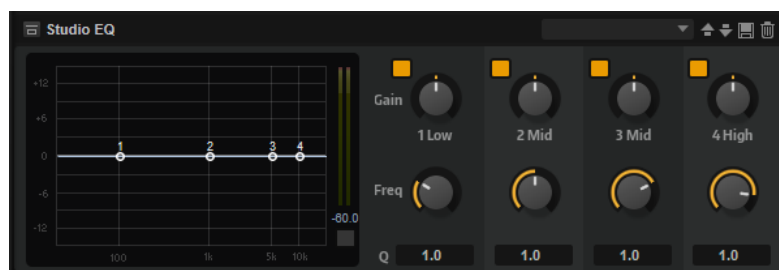 Studio EQ
+12
+6
0
-6
-12
1 2 3 4
100 1k 5k 10k
-60.0
Gain
1 Low 2 Mid 3 Mid 4 High
Freq
Q 1.0 1.0 1.0 1.0